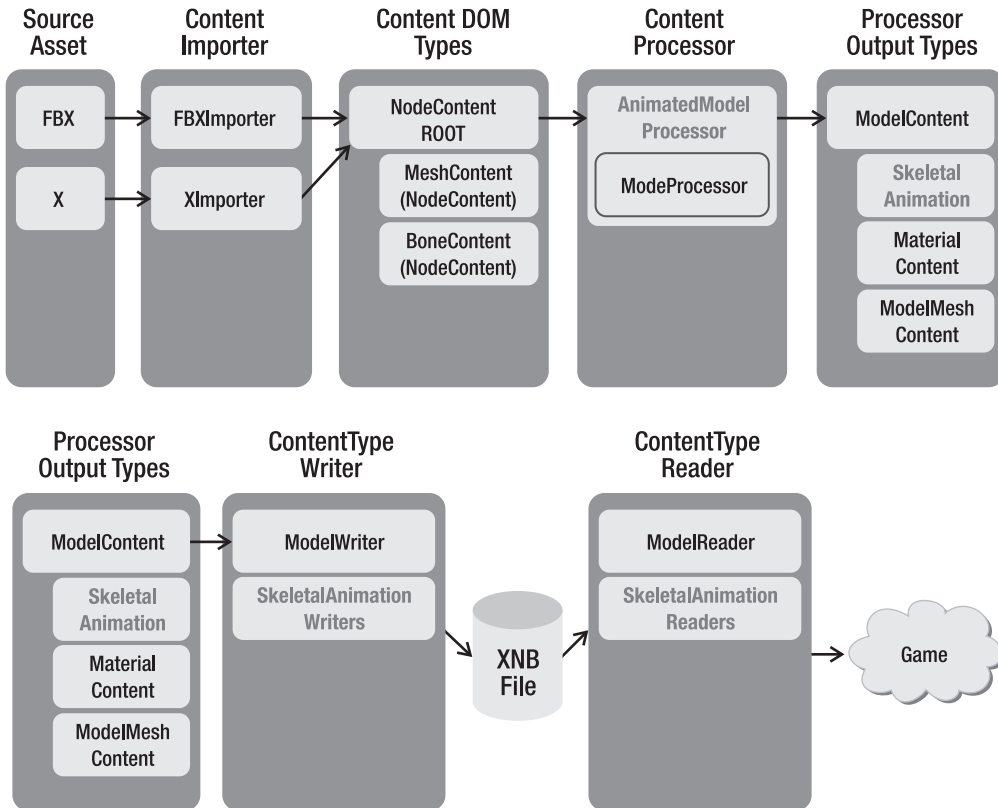 Source
Asset
Content
Importer
Content DOM
Types
Content
Processor
Processor
Output Types
FBX
FBXImporter
NodeContent
ROOT
AnimatedModel
Processor
ModelContent
X
XImporter
MeshContent
(NodeContent)
ModeProcessor
Skeletal
Animation
BoneContent
(NodeContent)
Material
Content
ModelMesh
Content
Processor
Output Types
ContentType
Writer
ContentType
Reader
ModelContent
ModelWriter
ModelReader
Skeletal
Animation
SkeletalAnimation
Writers
SkeletalAnimation
Readers
Material
Content
XNB
File
Game
ModelMesh
Content